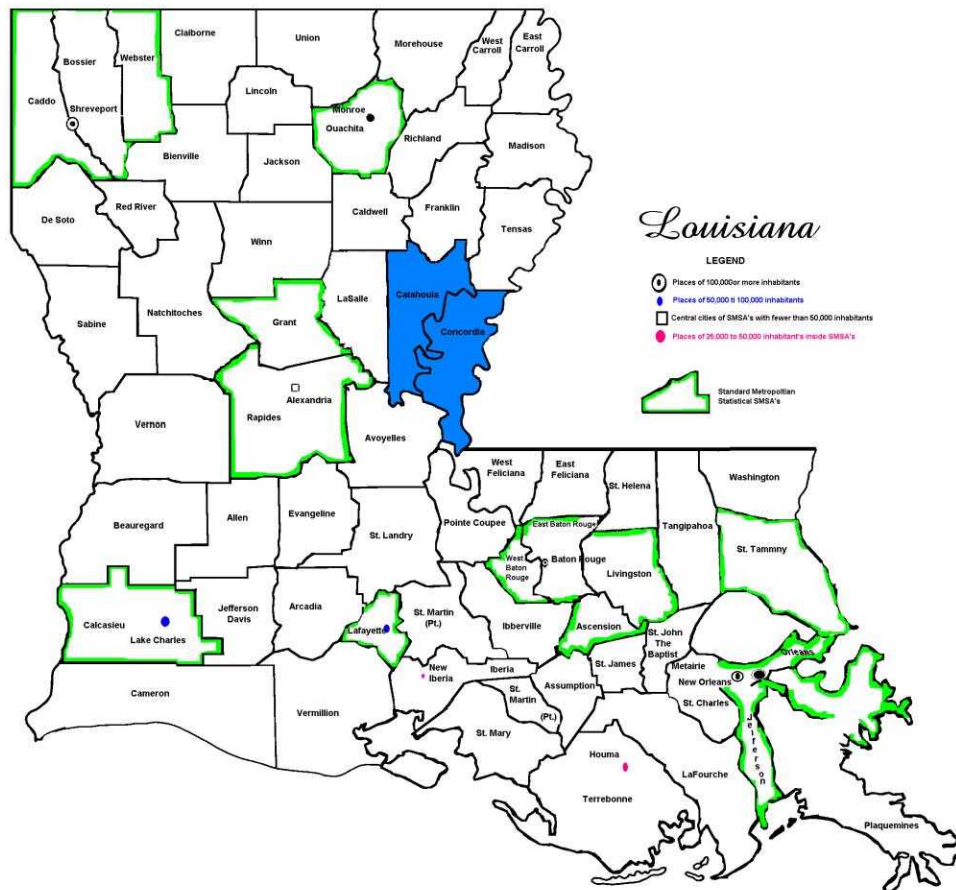 Claiborne
Union
Morehouse
West
Carroll
East
Carroll
Bossier
Webster
Lincoln
Caddo
Shreveport
Monroe
Ouachita
Richland
Madison
Bienville
Jackson
Red River
De Soto
Caldwell
Franklin
Tensas
Winn
Louisiana
LEGEND
Places of 100,000or more inhabitants
Places of 50,000 ti 100,000 inhabitants
Central cities of SMSA's with fewer than 50,000 inhabitants
Places of 25,000 to 50,000 inhabitant's inside SMSA's
Standard Metropoltian
Statistical SMSA's
Natchitoches
Sabine
Grant
LaSalle
Catahouia
Concordia
Alexandria
Rapides
Vernon
Avoyelles
West
Feliciana
East
Feliciana
St. Helena
Washington
Beauregard
Allen
Evangeline
St. Landry
Pointe Coupee
East Baton Rouge
Tangipahoa
West
Baton
Rouge
Baton Rouge
Livingston
St. Tammny
Calcasieu
Lake Charles
Jefferson
Davis
Arcadia
Lafayette
St. Martin
(Pt.)
Ibberville
Ascension
St. John
The
Baptist
Orleans
Cameron
Vermillion
New
Iberia
Iberia
St. James
Assumption
Metairie
New Orleans
St. Charles
St.
Martin
(Pt.)
St. Mary
Jefferson
Houma
Terrebonne
LaFourche
Plaquemines